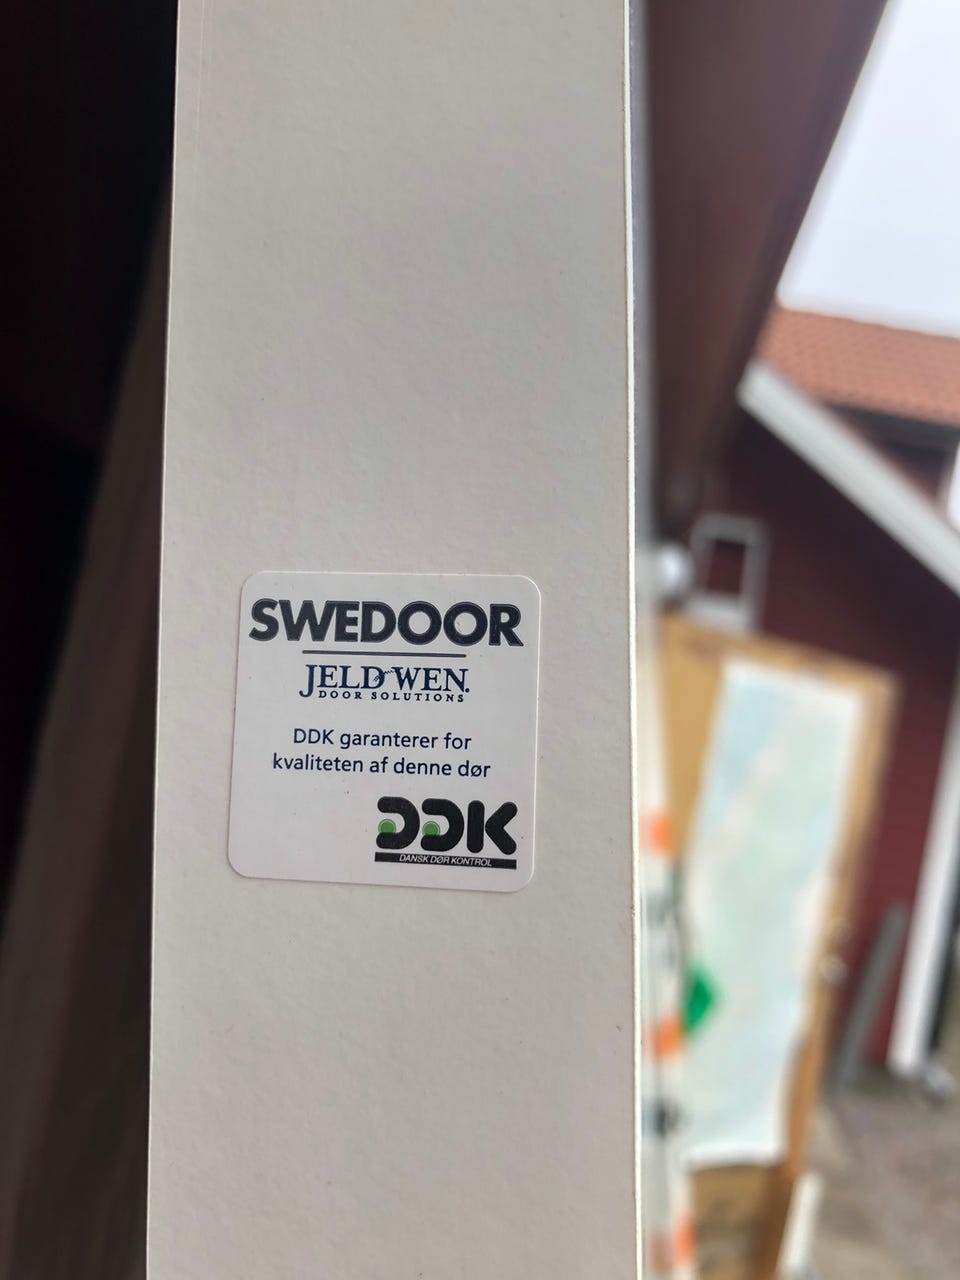 SWEDOOR
JELD-WEN.
DOOR SOLUTIONS
DDK garanterer for
kvaliteten af denne dør
DDK
DANSK DØR KONTROL